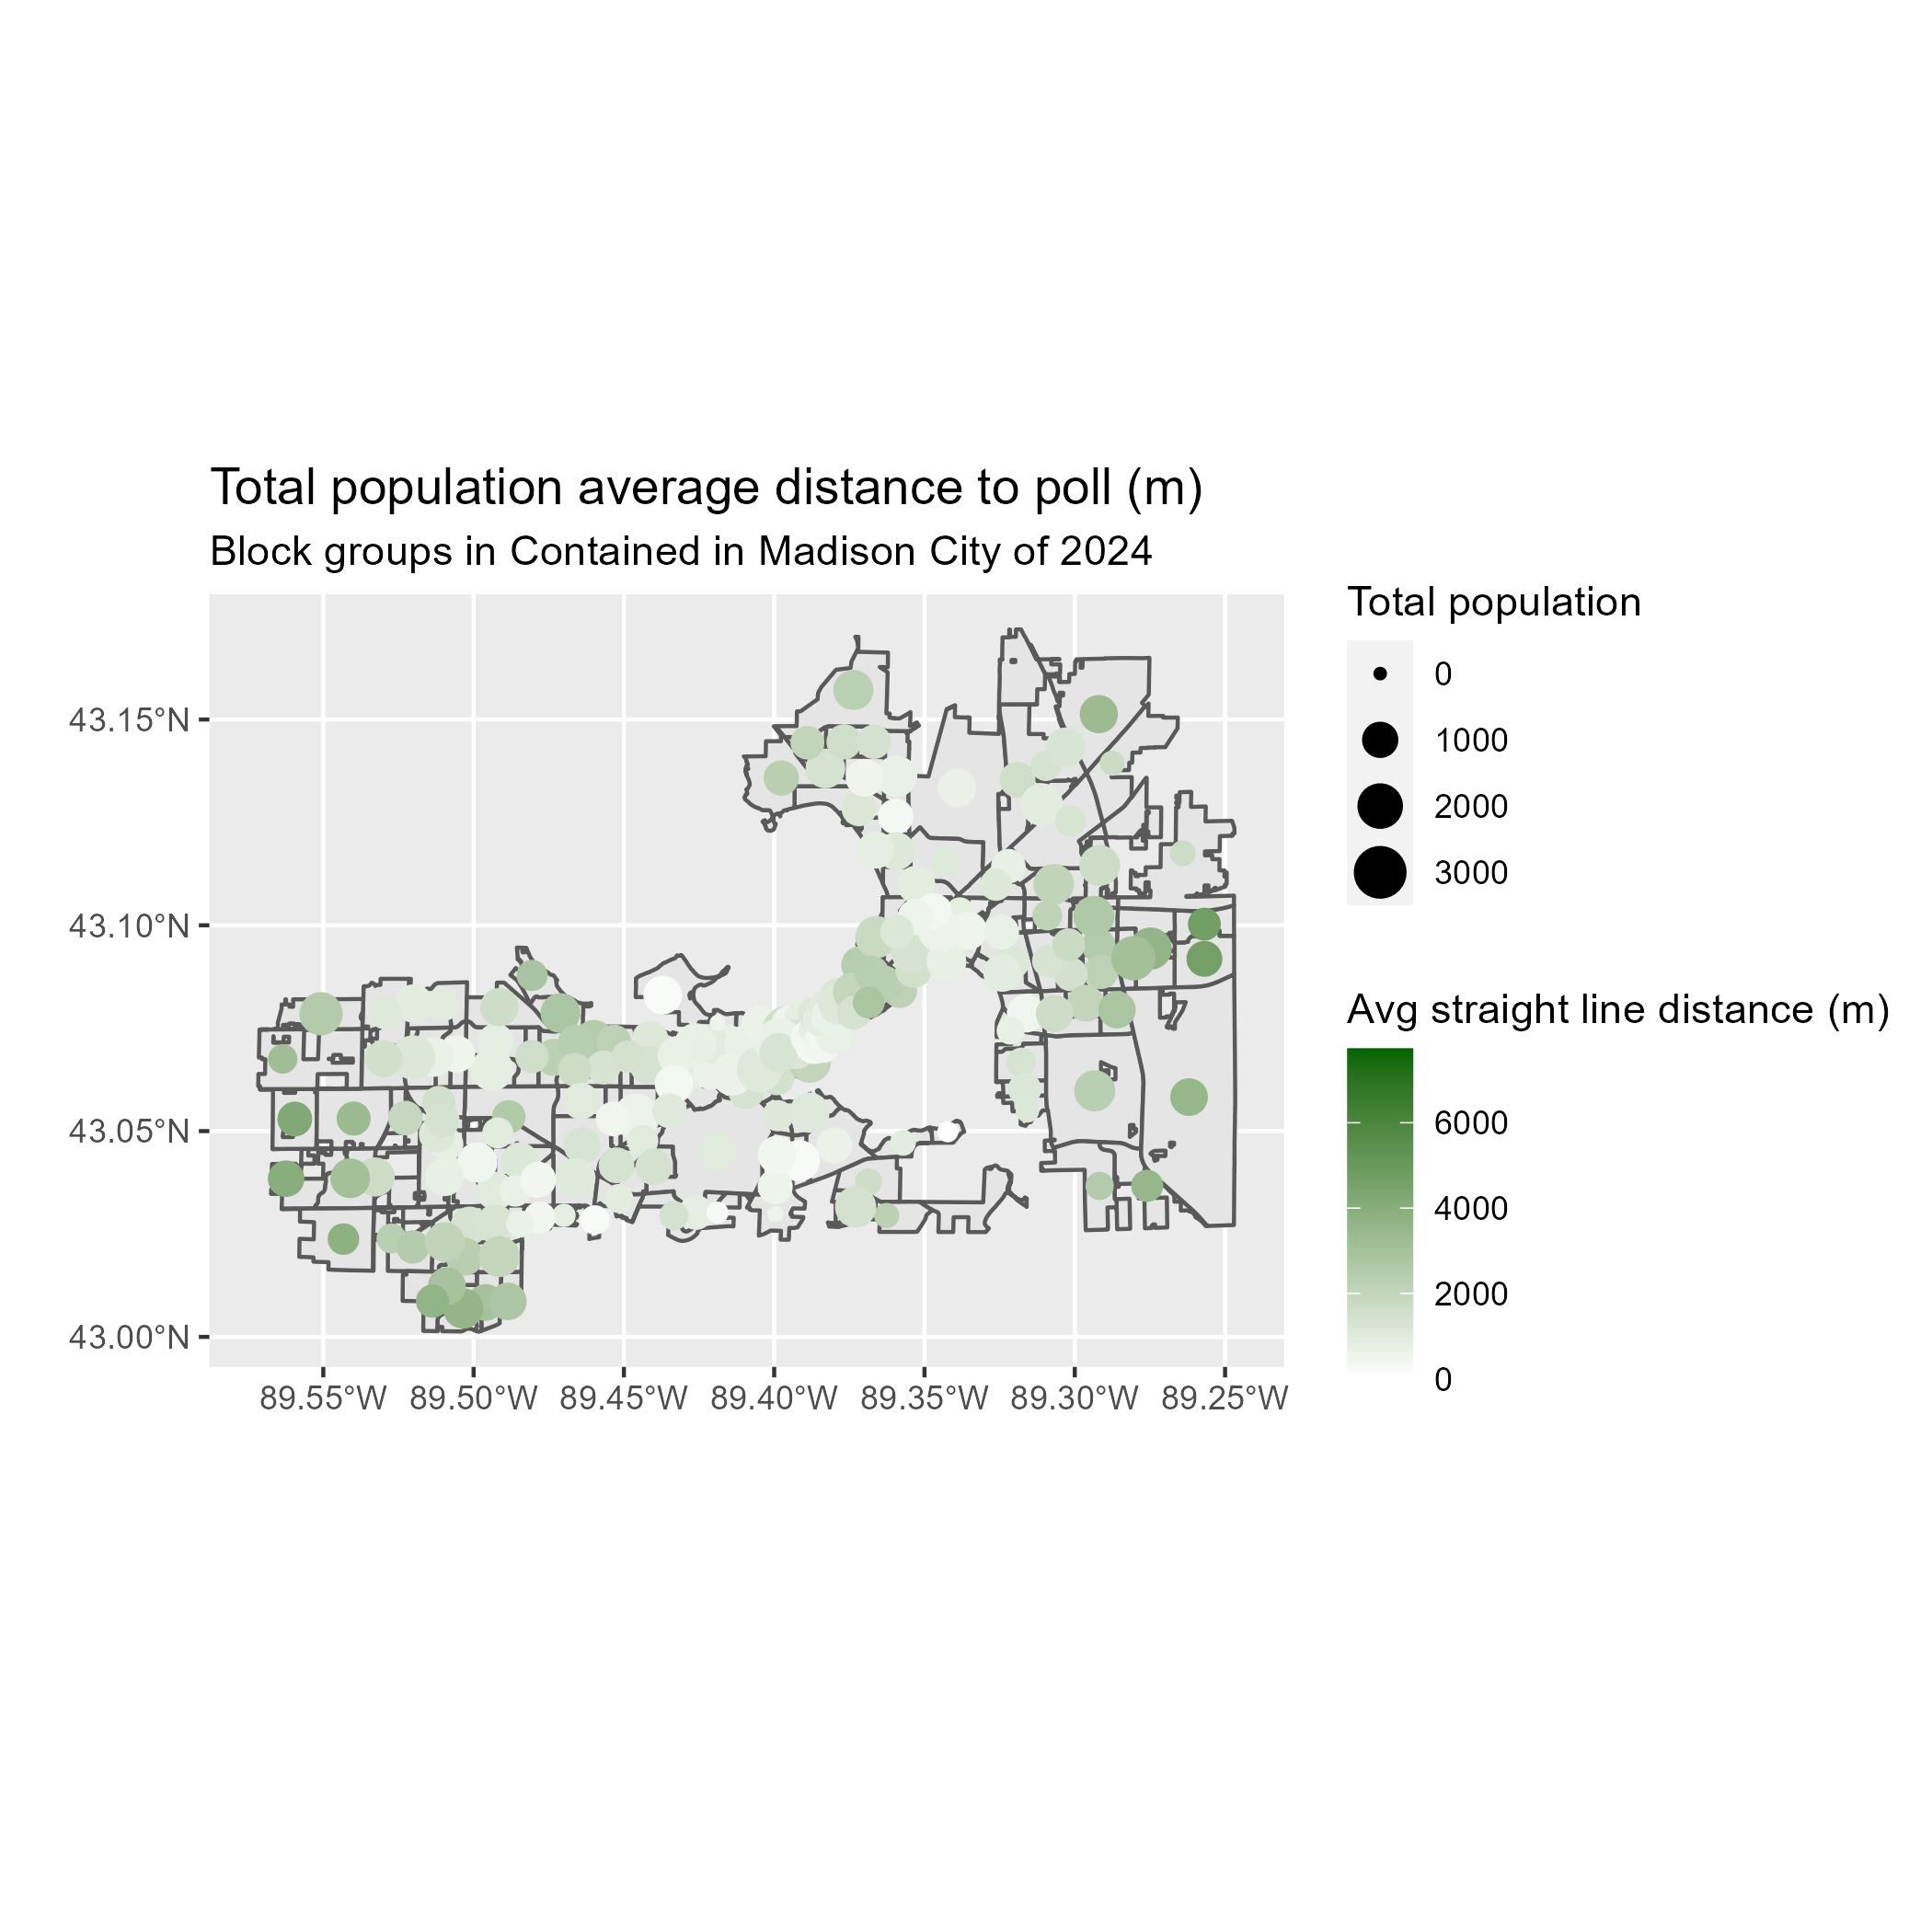 Total population average distance to poll (m)
Block groups in Contained in Madison City of 2024
43.15°N
43.10°N
43.05°N
43.00°N
89.55°W 89.50°W 89.45°W 89.40°W 89.35°W 89.30°W 89.25°W
Total population
0
1000
2000
3000
Avg straight line distance (m)
6000
4000
2000
0